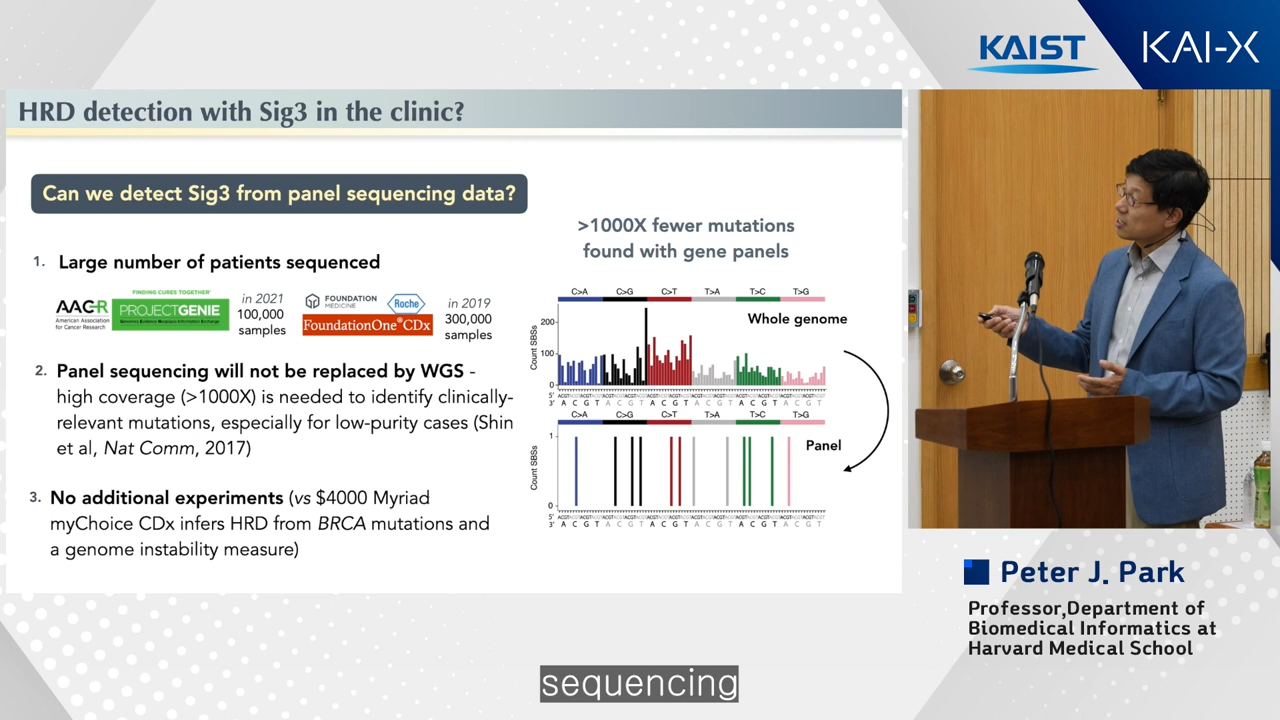 KAIST
KAI-X
HRD detection with Sig3 in the clinic?
Can we detect Sig3 from panel sequencing data?
1. Large number of patients sequenced
AACR
American Association
for Cancer Research
FINDING CURES TOGETHER®
PROJECT GENIE
in 2021
100,000
samples
FOUNDATION
MEDICINE
Roche
FoundationOne®CDx
in 2019
300,000
samples
2. Panel sequencing will not be replaced by WGS -
high coverage (>1000X) is needed to identify clinically-
relevant mutations, especially for low-purity cases (Shin
et al, Nat Comm, 2017)
3. No additional experiments (vs $4000 Myriad
myChoice CDx infers HRD from BRCA mutations and
a genome instability measure)
>1000X fewer mutations
found with gene panels
C>A C>G C>T T>A T>C T>G
Whole genome
Count SBSs
200
100
0
5'
3' A C G T A C G T A C G T A C G T A C G T A C G T
C>A C>G C>T T>A T>C T>G
Panel
Count SBSs
1
0
5'
3' A C G T A C G T A C G T A C G T A C G T A C G T
Peter J. Park
Professor,Department of
Biomedical Informatics at
Harvard Medical School
sequencing